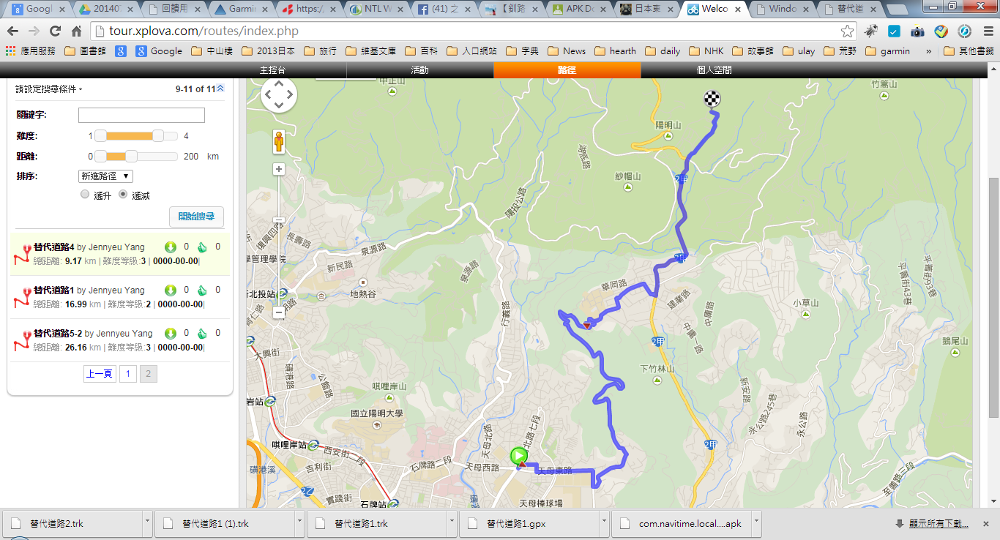 Googl
201407
回饋用
Garmir
https:/
NTL W
(41) 之
【釧路
APK Do
日本東
Welco
Windo
替代道
tour.xplova.com/routes/index.php
應用服務 圖書館 Google 中山樓 2013日本 旅行 維基文庫 百科 入口網站 字典 News hearth daily NHK 故事館 ulay 荒野 garmin » 其他書籤
主控台 活動 路徑 個人空間
請設定搜尋條件。 9-11 of 11
關鍵字:
難度: 1 4
距離: 0 200 km
排序: 新進路徑
遞升 遞減
開始搜尋
替代道路4 by Jennyeu Yang 0 0
總距離: 9.17 km | 難度等級:3 | 0000-00-00|
替代道路1 by Jennyeu Yang 0 0
總距離: 16.99 km | 難度等級:2 | 0000-00-00|
替代道路5-2 by Jennyeu Yang 0 0
總距離: 26.16 km | 難度等級:3 | 0000-00-00|
上一頁 1 2
中正山
竹篙山
陽明山
湖底路
紗帽山
2甲
陽投公路
復興四路
長壽路
泉源路
學管理學院
新民路
泉源路
2甲
平菁街43巷
平菁街93巷
華岡路
新北投站
地熱谷
建業路
中庸路
小草山
行義路
中庸一路
2甲
鵝尾山
大興街
磺港路
公館路
下竹林山
唭哩岸山
岩站
國立陽明大學
永公路245巷
永公路
天母北路
北路七段
唭哩岸站
西安街一段
2甲
磺港溪
吉利街
石牌路二段
天母西路
天母東路
至善路三段
實踐街
石牌站
天母棒球場
替代道路2.trk
替代道路1 (1).trk
替代道路1.trk
替代道路1.gpx
com.navitime.local....apk
顯示所有下載...